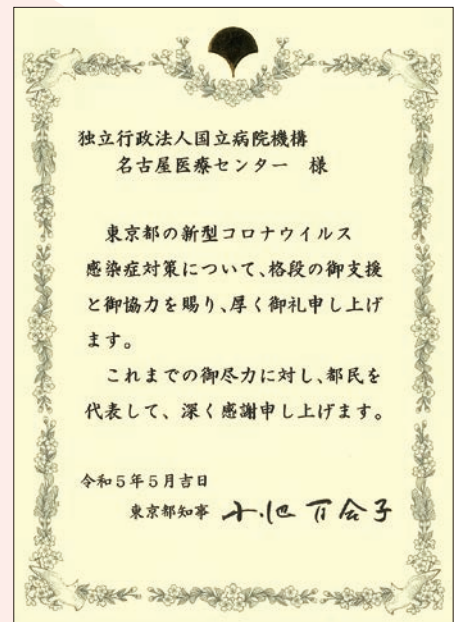 独立行政法人国立病院機構
名古屋医療センター　様
東京都の新型コロナウイルス
感染症対策について、格段の御支援
と御協力を賜り、厚く御礼申し上げ
ます。
これまでの御尽力に対し、都民を
代表して、深く感謝申し上げます。
令和5年5月吉日
東京都知事　小池百合子